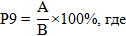 Р9 = A/B×100%, где